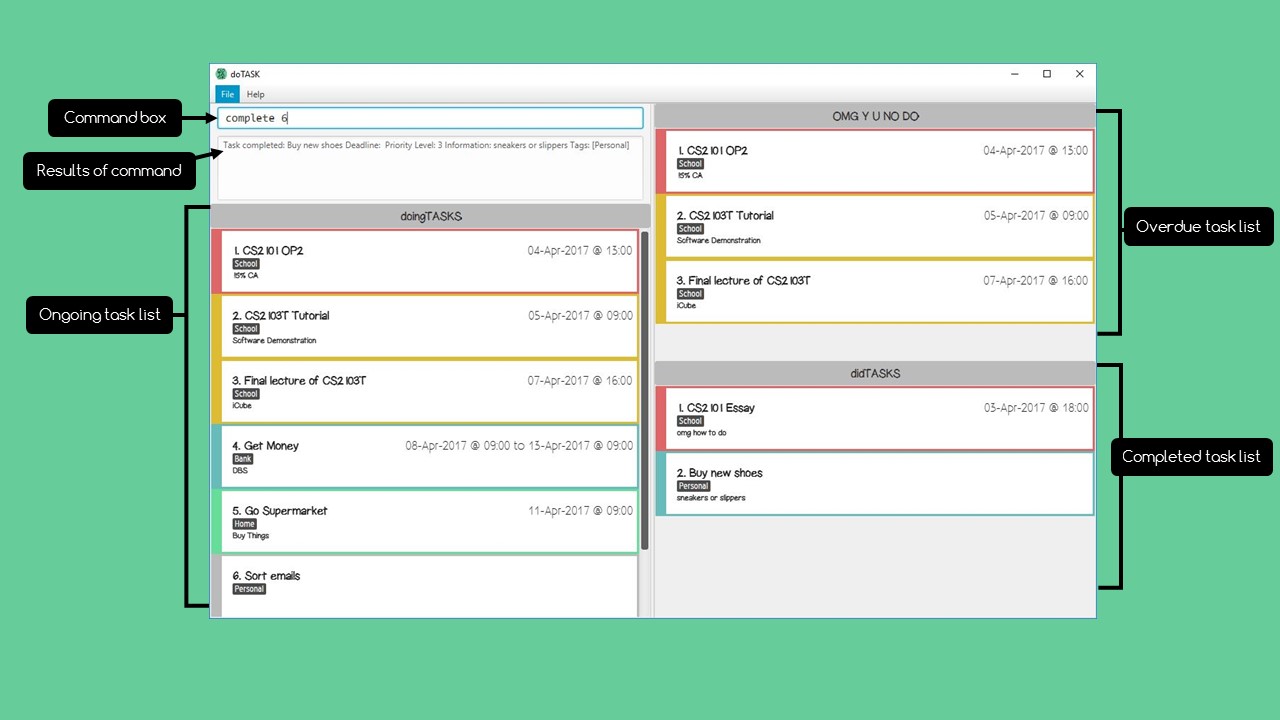 doTASK
File Help
Command box
complete 6
Results of command
Task completed: Buy new shoes Deadline: Priority Level: 3 Information: sneakers or slippers Tags: [Personal]
doingTASKS
Ongoing task list
1. CS2101 OP2 04-Apr-2017 @ 13:00
School
15% CA
2. CS2103T Tutorial 05-Apr-2017 @ 09:00
School
Software Demonstration
3. Final lecture of CS2103T 07-Apr-2017 @ 16:00
School
iCube
4. Get Money 08-Apr-2017 @ 09:00 to 13-Apr-2017 @ 09:00
Bank
DBS
5. Go Supermarket 11-Apr-2017 @ 09:00
Home
Buy Things
6. Sort emails
Personal
OMG Y U NO DO
Overdue task list
1. CS2101 OP2 04-Apr-2017 @ 13:00
School
15% CA
2. CS2103T Tutorial 05-Apr-2017 @ 09:00
School
Software Demonstration
3. Final lecture of CS2103T 07-Apr-2017 @ 16:00
School
iCube
didTASKS
Completed task list
1. CS2101 Essay 03-Apr-2017 @ 18:00
School
omg how to do
2. Buy new shoes
Personal
sneakers or slippers